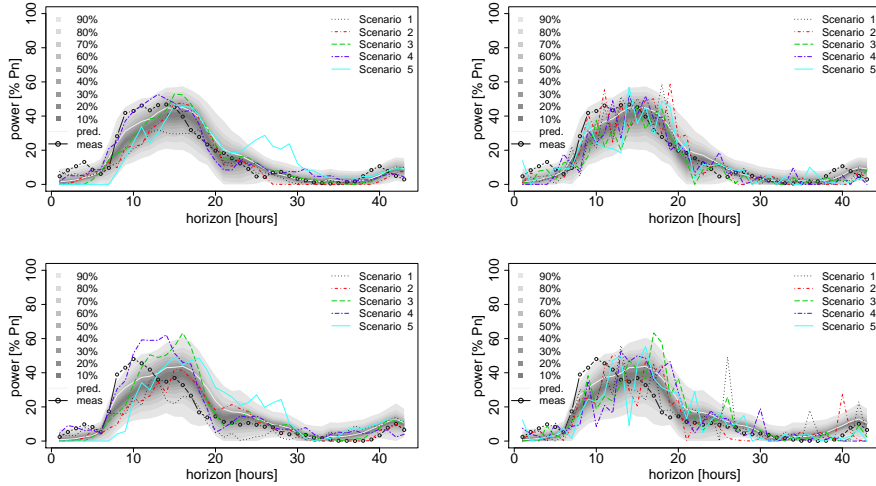 power [% Pn]
0 20 40 60 80 100
90%
80%
70%
60%
50%
40%
30%
20%
10%
pred.
meas
Scenario 1
Scenario 2
Scenario 3
Scenario 4
Scenario 5
0 10 20 30 40
horizon [hours]
power [% Pn]
0 20 40 60 80 100
90%
80%
70%
60%
50%
40%
30%
20%
10%
pred.
meas
Scenario 1
Scenario 2
Scenario 3
Scenario 4
Scenario 5
0 10 20 30 40
horizon [hours]
power [% Pn]
0 20 40 60 80 100
90%
80%
70%
60%
50%
40%
30%
20%
10%
pred.
meas
Scenario 1
Scenario 2
Scenario 3
Scenario 4
Scenario 5
0 10 20 30 40
horizon [hours]
power [% Pn]
0 20 40 60 80 100
90%
80%
70%
60%
50%
40%
30%
20%
10%
pred.
meas
Scenario 1
Scenario 2
Scenario 3
Scenario 4
Scenario 5
0 10 20 30 40
horizon [hours]